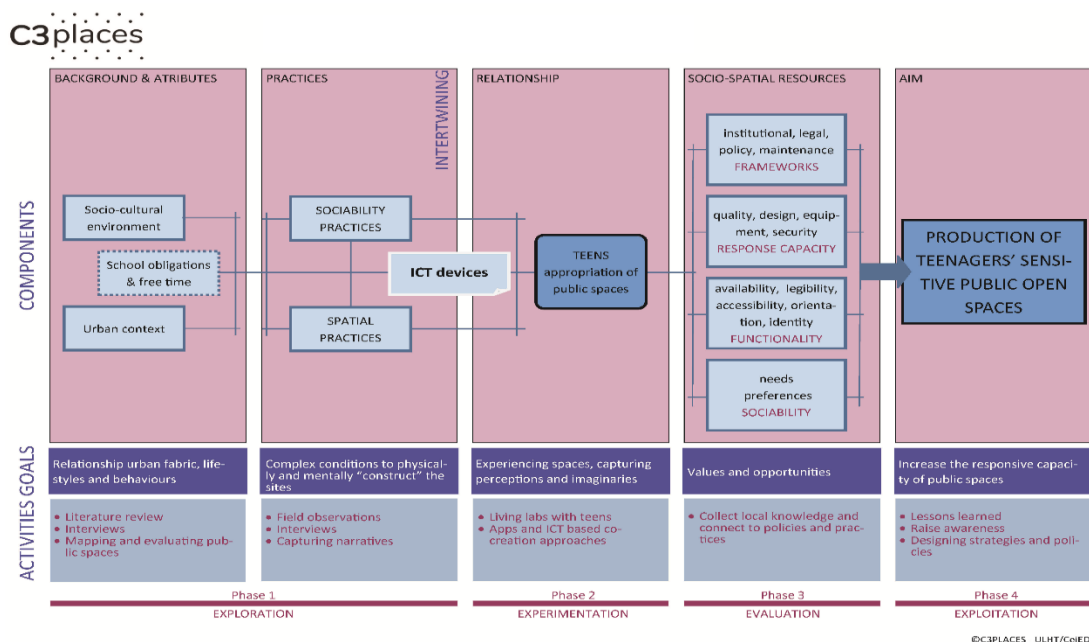 C3places
BACKGROUND & ATRIBUTES
PRACTICES
INTERTWINING
RELATIONSHIP
SOCIO-SPATIAL RESOURCES
AIM
COMPONENTS
Socio-cultural
environment
School obligations
& free time
Urban context
SOCIABILITY
PRACTICES
ICT devices
SPATIAL
PRACTICES
TEENS
appropriation of
public spaces
institutional, legal,
policy, maintenance
FRAMEWORKS
quality, design, equip-
ment, security
RESPONSE CAPACITY
availability, legibility,
accessibility, orienta-
tion, identity
FUNCTIONALITY
needs
preferences
SOCIABILITY
PRODUCTION OF
TEENAGERS' SENSI-
TIVE PUBLIC OPEN
SPACES
ACTIVITIES GOALS
Relationship urban fabric, life-
styles and behaviours
Complex conditions to physical-
ly and mentally "construct" the
sites
Experiencing spaces, capturing
perceptions and imaginaries
Values and opportunities
Increase the responsive capaci-
ty of public spaces
• Literature review
• Interviews
• Mapping and evaluating pub-
lic spaces
• Field observations
• Interviews
• Capturing narratives
• Living labs with teens
• Apps and ICT based co-
creation approaches
• Collect local knowledge and
connect to policies and prac-
tices
• Lessons learned
• Raise awareness
• Designing strategies and poli-
cies
Phase 1
EXPLORATION
Phase 2
EXPERIMENTATION
Phase 3
EVALUATION
Phase 4
EXPLOITATION
©C3PLACES ULHT/CeiED